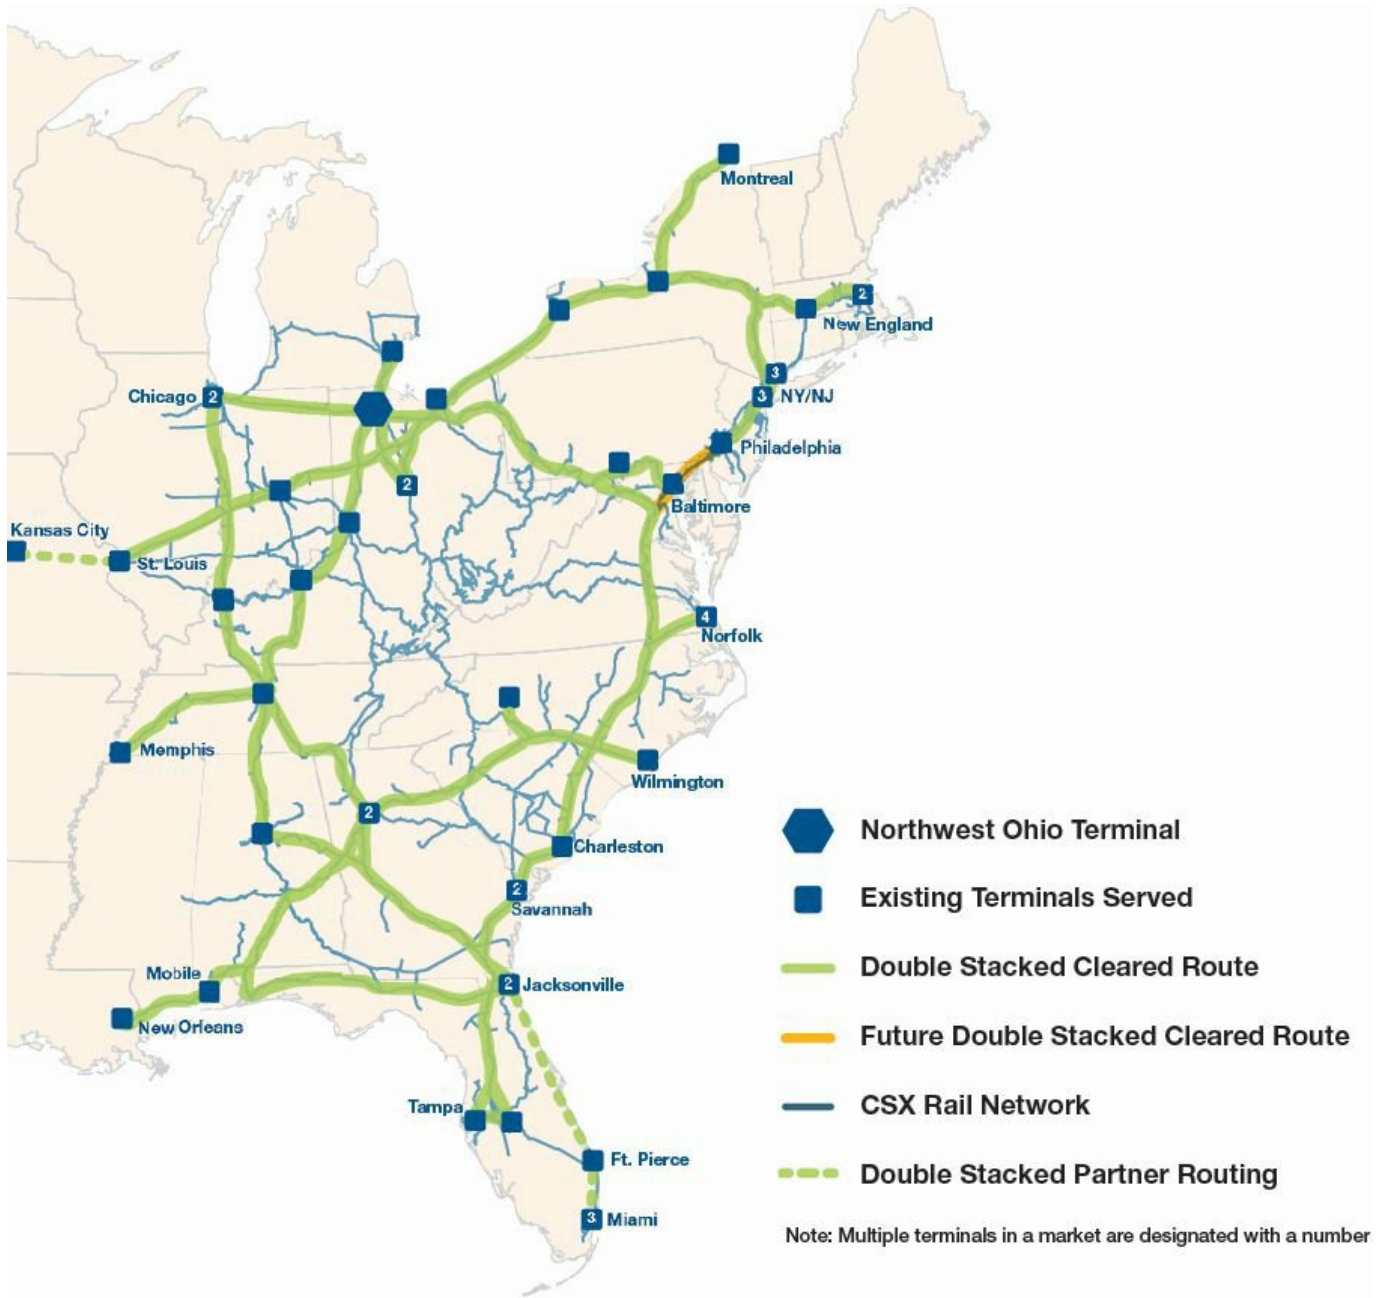 Montreal
2
New England
3
Chicago
2
3
NY/NJ
Philadelphia
2
Baltimore
Kansas City
St. Louis
4
Norfolk
Memphis
Wilmington
2
Charleston
2
Savannah
Mobile
2
Jacksonville
New Orleans
Tampa
Ft. Pierce
3
Miami
Northwest Ohio Terminal
Existing Terminals Served
Double Stacked Cleared Route
Future Double Stacked Cleared Route
CSX Rail Network
Double Stacked Partner Routing
Note: Multiple terminals in a market are designated with a number